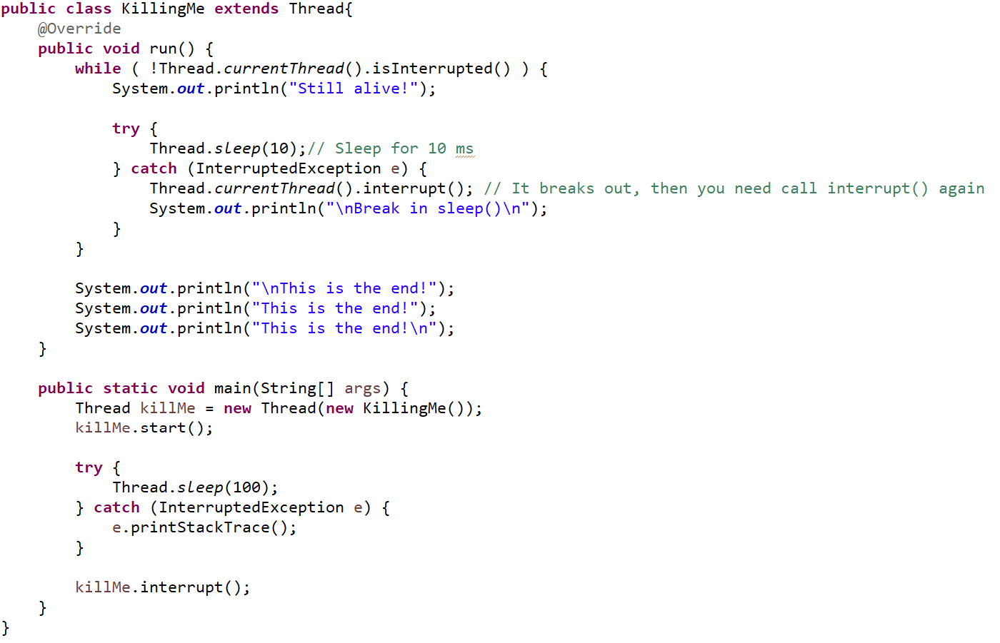 public class KillingMe extends Thread{
    @Override
    public void run() {
        while ( !Thread.currentThread().isInterrupted() ) {
            System.out.println("Still alive!");

            try {
                Thread.sleep(10);// Sleep for 10 ms
            } catch (InterruptedException e) {
                Thread.currentThread().interrupt(); // It breaks out, then you need call interrupt() again
                System.out.println("\nBreak in sleep()\n");
            }
        }

        System.out.println("\nThis is the end!");
        System.out.println("This is the end!");
        System.out.println("This is the end!\n");
    }

    public static void main(String[] args) {
        Thread killMe = new Thread(new KillingMe());
        killMe.start();

        try {
            Thread.sleep(100);
        } catch (InterruptedException e) {
            e.printStackTrace();
        }

        killMe.interrupt();
    }
}